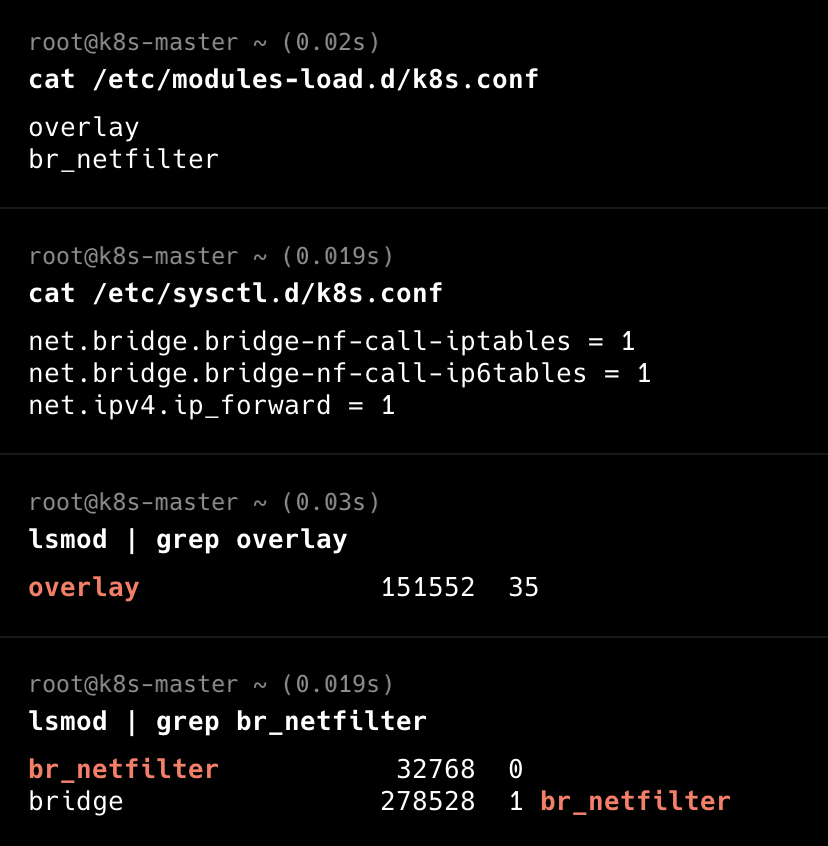 root@k8s-master ~ (0.02s)
cat /etc/modules-load.d/k8s.conf
overlay
br_netfilter
root@k8s-master ~ (0.019s)
cat /etc/sysctl.d/k8s.conf
net.bridge.bridge-nf-call-iptables = 1
net.bridge.bridge-nf-call-ip6tables = 1
net.ipv4.ip_forward = 1
root@k8s-master ~ (0.03s)
lsmod | grep overlay
overlay 151552 35
root@k8s-master ~ (0.019s)
lsmod | grep br_netfilter
br_netfilter 32768 0
bridge 278528 1 br_netfilter